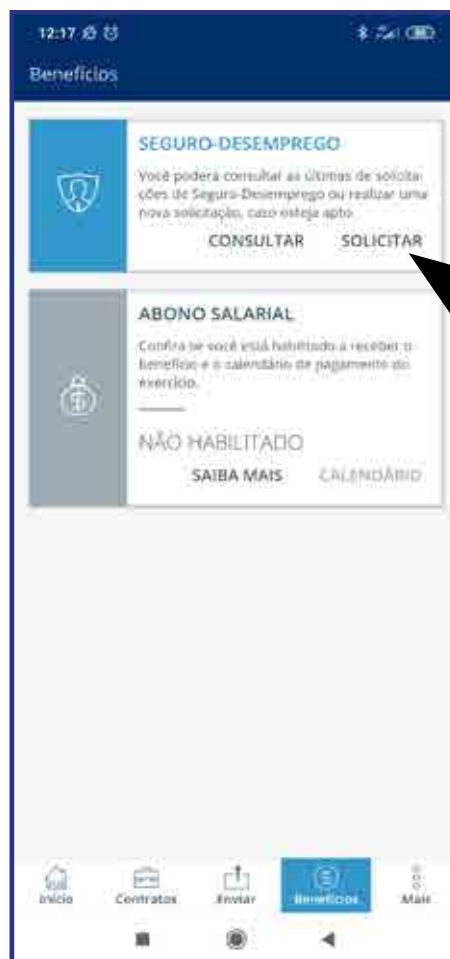 12:17
Benefícios
SEGURO-DESEMPREGO
Você poderá consultar as últimas de solicita-
ções de Seguro-Desemprego ou realizar uma
nova solicitação, caso esteja apto
CONSULTAR SOLICITAR
ABONO SALARIAL
Confira se você está habilitado a receber o
benefício e o calendário de pagamento do
exercício.
NÃO HABILITADO
SAIBA MAIS CALENDÁRIO
Início Contratos Enviar Benefícios Mais